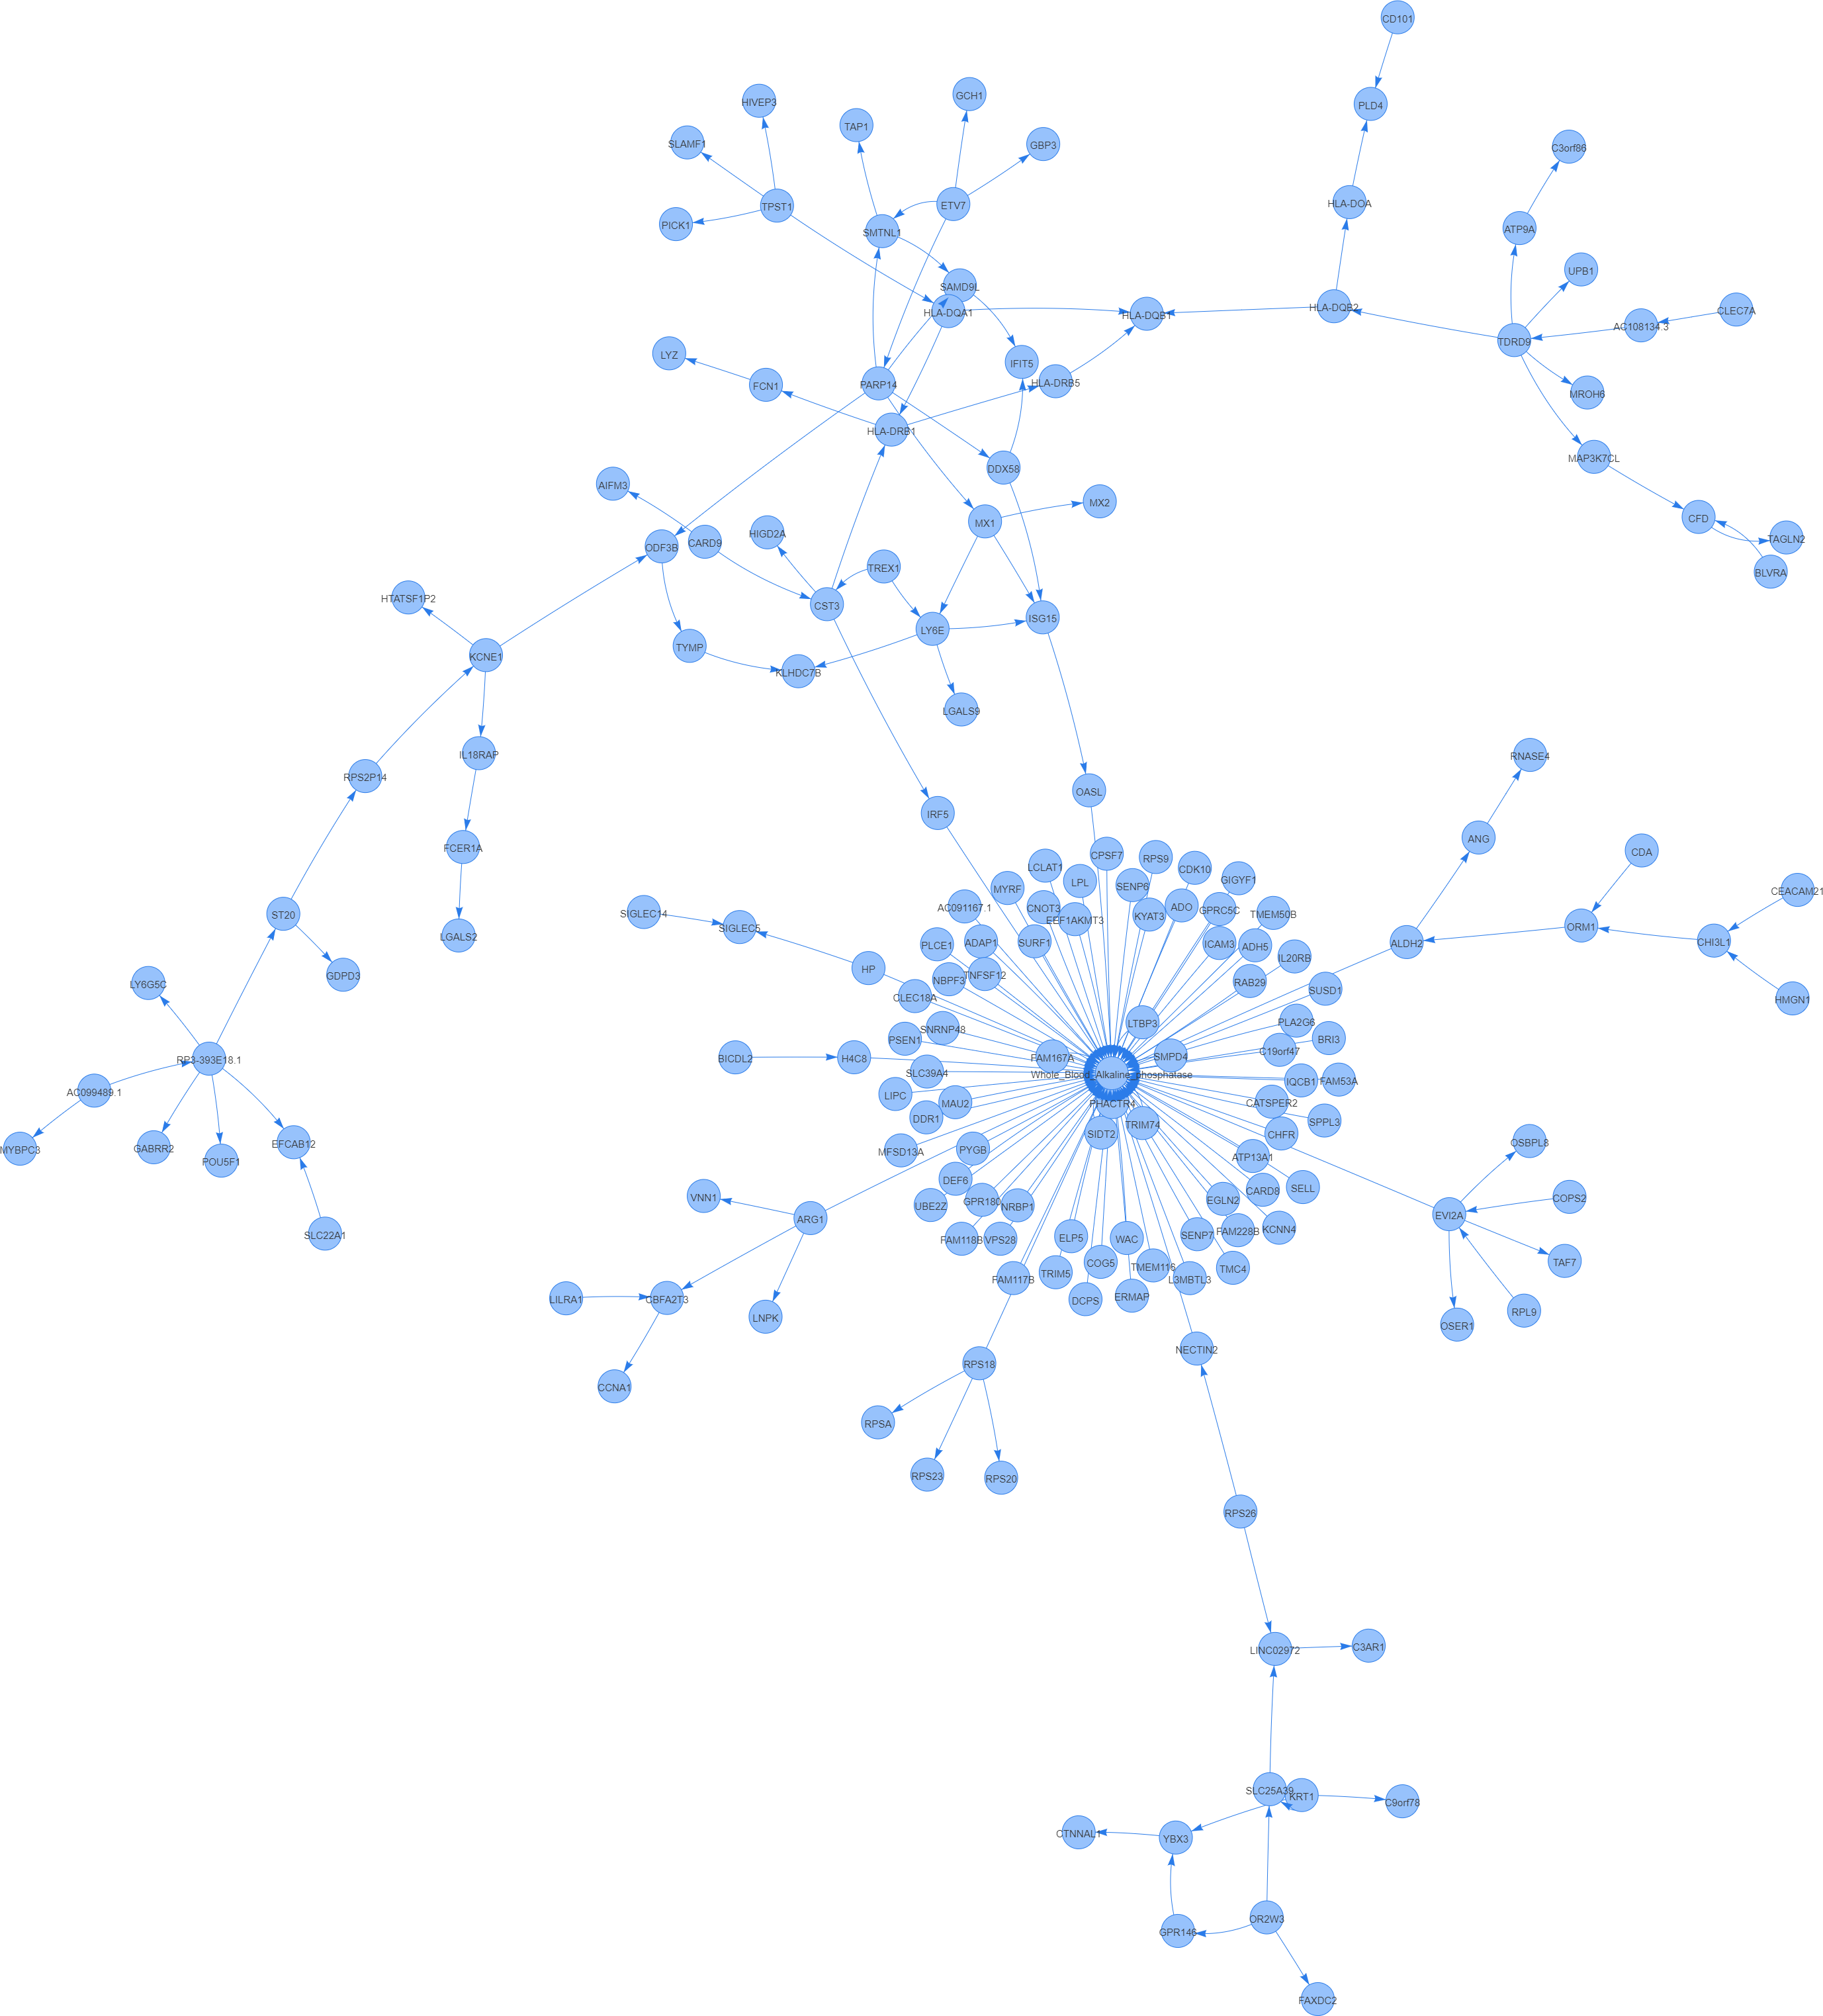 CD101
GCH1
HIVEP3
PLD4
TAP1
SLAMF1
GBP3
C3orf86
HLA-DOA
ETV7
TPST1
PICK1
ATP9A
SMTNL1
UPB1
SAMD9L
HLA-DQB2
CLEC7A
HLA-DQA1
HLA-DQB1
AC108134.3
TDRD9
LYZ
IFIT5
HLA-DRB5
PARP14
FCN1
MROH6
HLA-DRB1
MAP3K7CL
DDX58
AIFM3
MX2
CFD
MX1
HIGD2A
TAGLN2
CARD9
ODF3B
TREX1
BLVRA
HTATSF1P2
CST3
ISG15
LY6E
TYMP
KCNE1
KLHDC7B
LGALS9
IL18RAP
RNASE4
RPS2P14
OASL
IRF5
ANG
FCER1A
CDA
CPSF7
RPS9
LCLAT1
CDK10
LPL
GIGYF1
SENP6
MYRF
CEACAM21
AC091167.1
CNOT3
ADO
GPRC5C
SIGLEC14
TMEM50B
ST20
KYAT3
EEF1AKMT3
ORM1
SIGLEC5
LGALS2
SURF1
ALDH2
CHI3L1
ADAP1
ICAM3
PLCE1
ADH5
IL20RB
HP
GDPD3
TNFSF12
NBPF3
RAB29
LY6G5C
SUSD1
CLEC18A
HMGN1
LTBP3
PLA2G6
SNRNP48
PSEN1
BRI3
C19orf47
SMPD4
BICDL2
H4C8
FAM167A
RP3-393E18.1
SLC39A4
Whole_Blood_Alkaline_phosphatase
IQCB1
FAM53A
AC099489.1
LIPC
MAU2
PHACTR4
CATSPER2
DDR1
SPPL3
TRIM74
SIDT2
CHFR
EFCAB12
MYBPC3
GABRR2
MFSD13A
PYGB
OSBPL8
ATP13A1
POU5F1
DEF6
SELL
CARD8
VNN1
COPS2
EGLN2
GPR180
UBE2Z
NRBP1
EVI2A
ARG1
KCNN4
FAM228B
SLC22A1
SENP7
ELP5
WAC
FAM118B
VPS28
TAF7
COG5
TMEM116
TMC4
TRIM5
L3MBTL3
FAM117B
ERMAP
LILRA1
CBFA2T3
DCPS
RPL9
LNPK
OSER1
NECTIN2
RPS18
CCNA1
RPSA
RPS23
RPS20
RPS26
C3AR1
LINC02972
SLC25A39
KRT1
C9orf78
CTNNAL1
YBX3
OR2W3
GPR146
FAXDC2